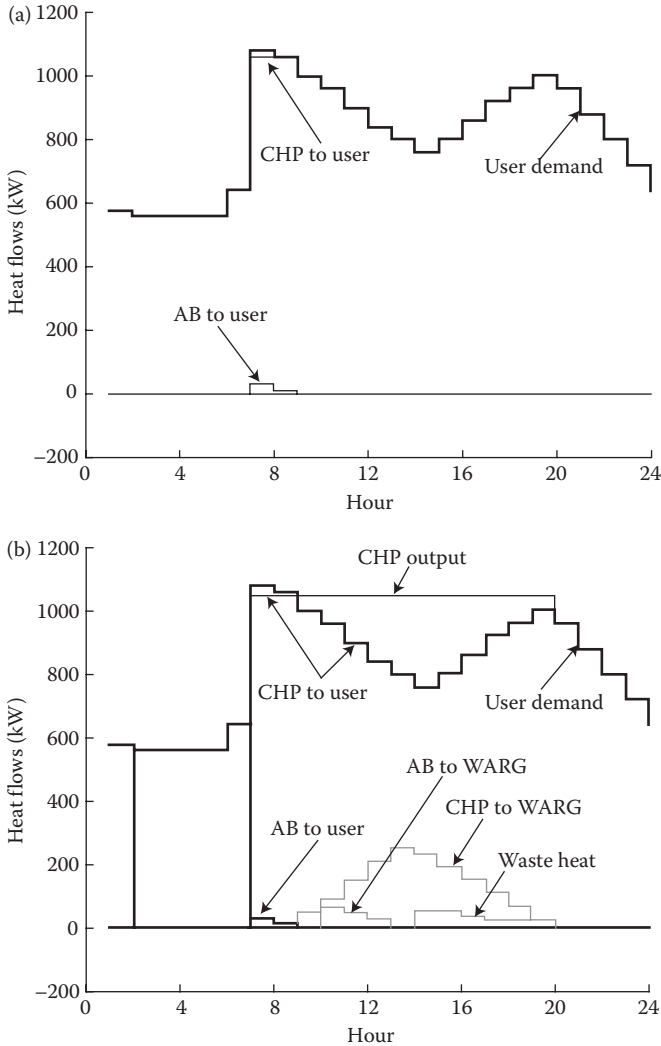 (a)
1200
1000
800
600
400
200
0
−200
Heat flows (kW)
CHP to user
User demand
AB to user
0 4 8 12 16 20 24
Hour
(b)
1200
1000
800
600
400
200
0
−200
Heat flows (kW)
CHP output
CHP to user
User demand
AB to WARG
CHP to WARG
AB to user
Waste heat
0 4 8 12 16 20 24
Hour